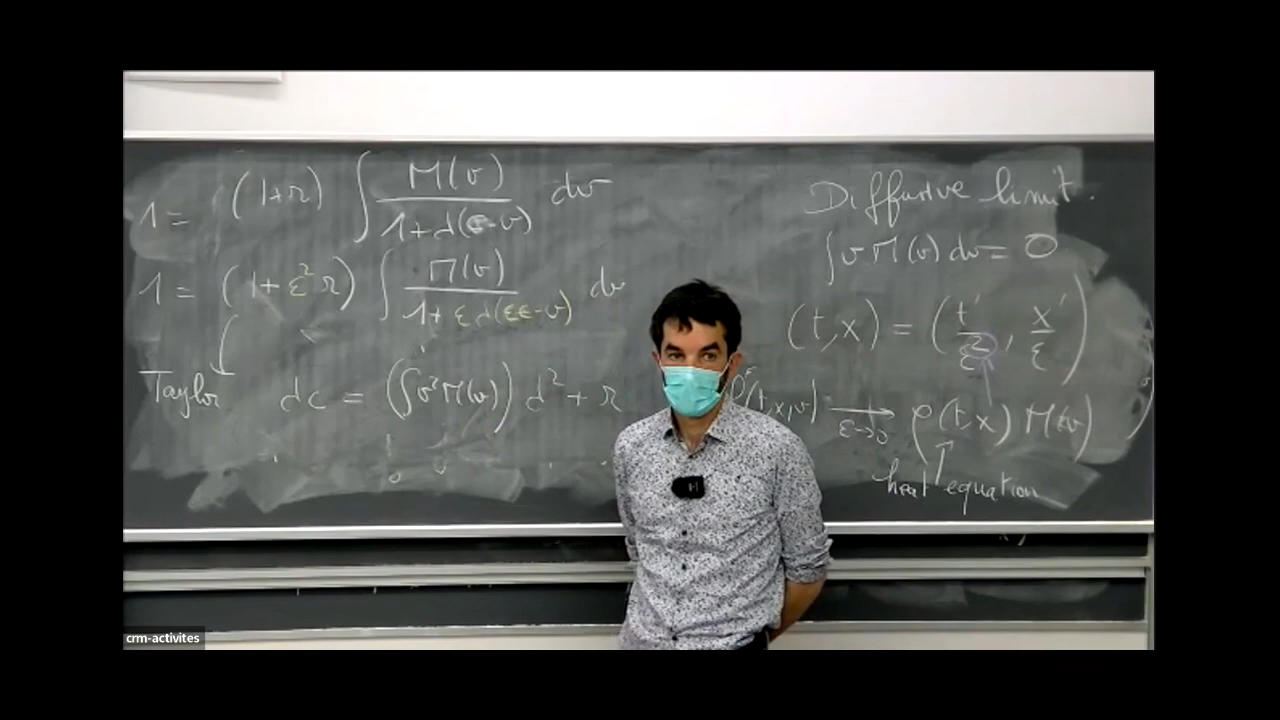 1 = (1+r) ∫ M(v) / 1+λ(c-v) dv
1 = (1+ε²r) ∫ M(v) / 1+ ελ(εc-v) dv
Taylor
λc = (∫v²M(v)) λ² + r
Diffusive limit.
∫v M(v) dv = 0
(t,x) = (t'/ε², x'/ε)
(t,x,v) → ε→0 ρ(t,x) M(v)
heat equation
crm-activites